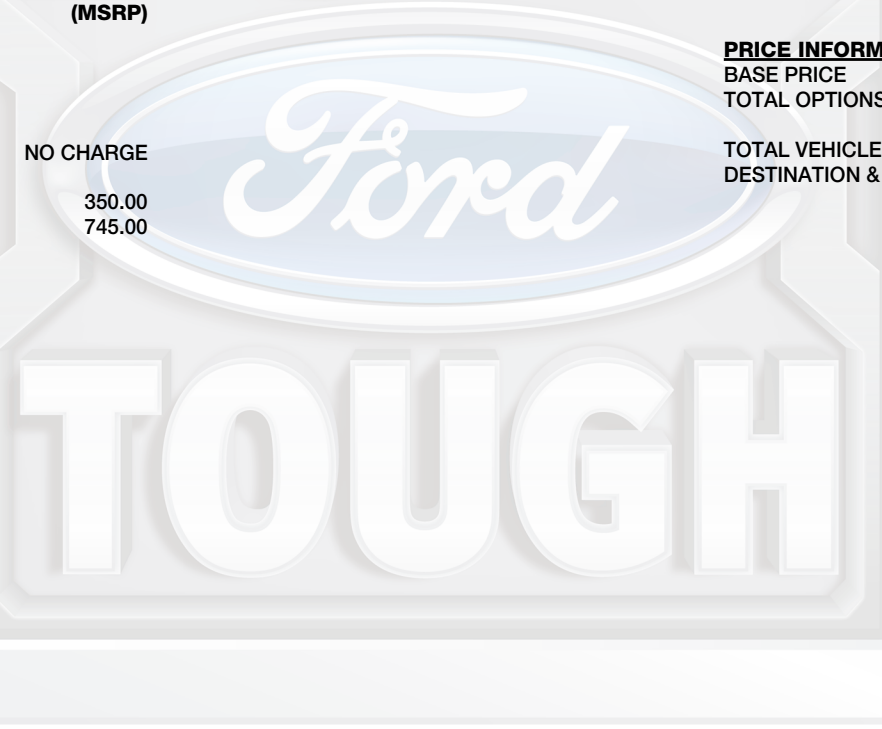 (MSRP)
NO CHARGE
350.00
745.00
PRICE INFORM
BASE PRICE
TOTAL OPTIONS
TOTAL VEHICLE
DESTINATION &
Ford
TOUGH